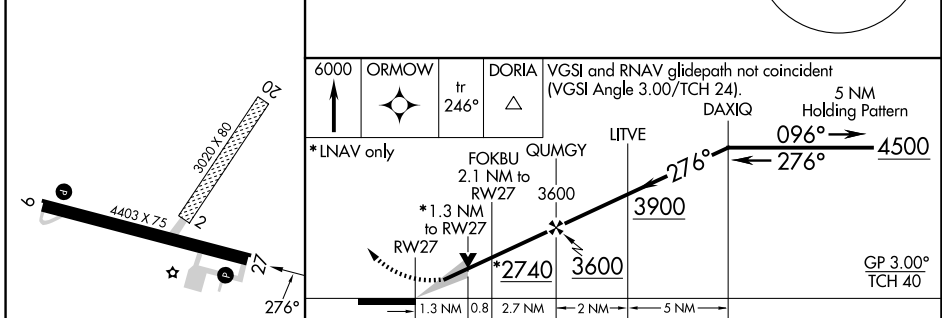 20
3020 X 80
2
9
P
4403 X 75
P
27
276°
6000
ORMOW
tr
246°
DORIA
VGSI and RNAV glidepath not coincident
(VGSI Angle 3.00/TCH 24).
* LNAV only
RW27
*1.3 NM
to RW27
FOKBU
2.1 NM to
RW27
QUMGY
3600
LITVE
DAXIQ
5 NM
Holding Pattern
096°
276°
4500
276°
3900
3600
*2740
GP 3.00°
TCH 40
1.3 NM
0.8
2.7 NM
2 NM
5 NM